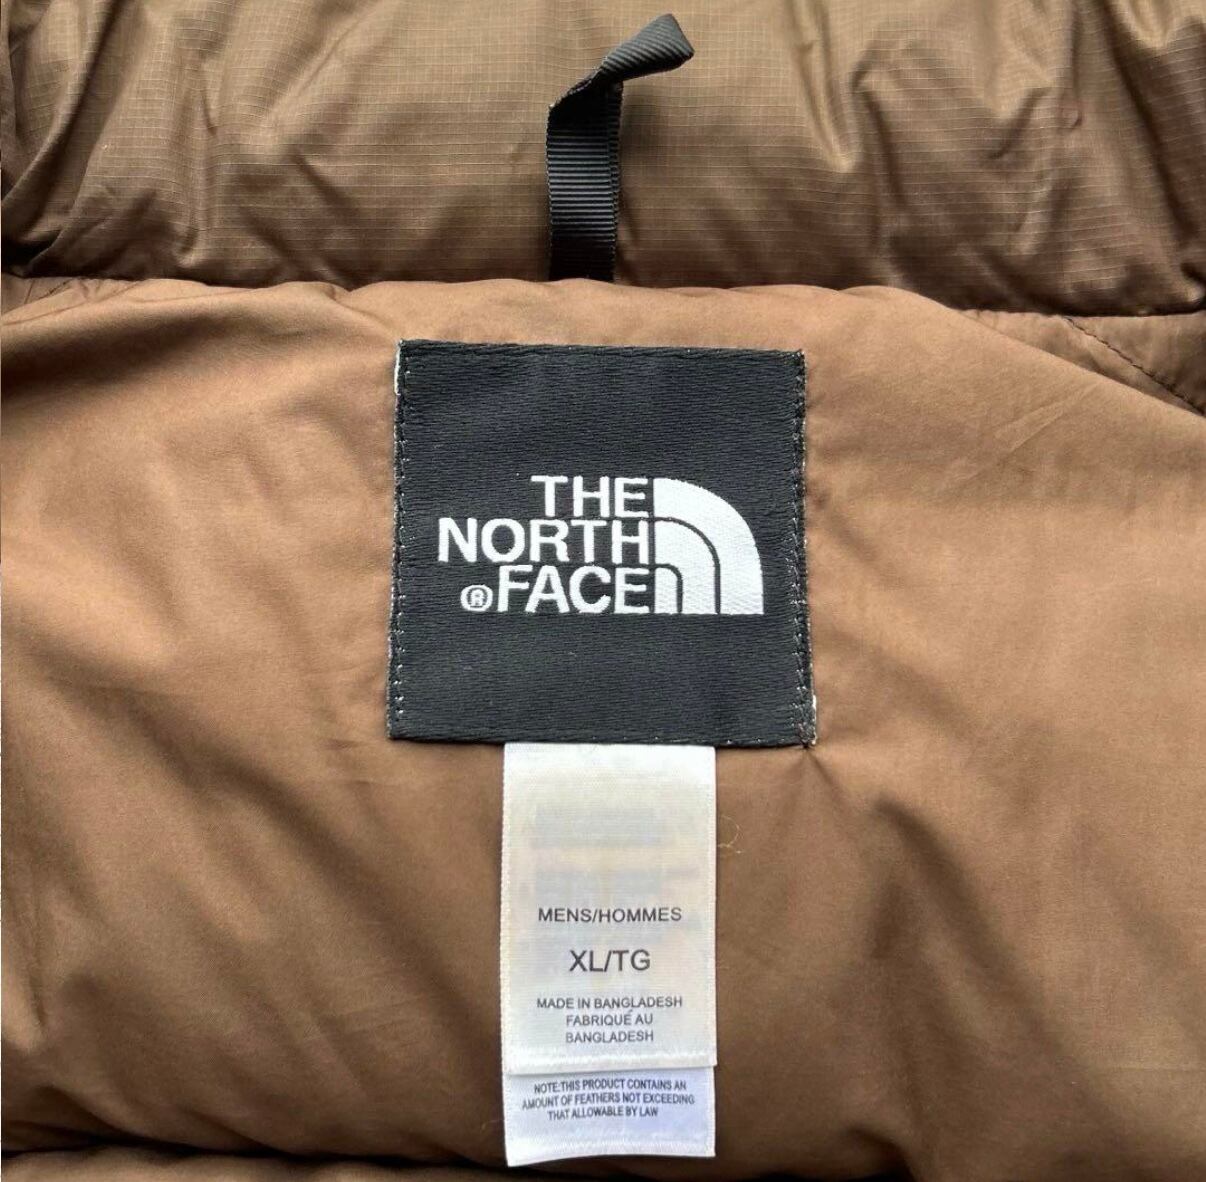 THE
NORTH
®FACE
MENS/HOMMES
XL/TG
MADE IN BANGLADESH
FABRIQUÉ AU
BANGLADESH
NOTE:THIS PRODUCT CONTAINS AN
AMOUNT OF FEATHERS NOT EXCEEDING
THAT ALLOWABLE BY LAW